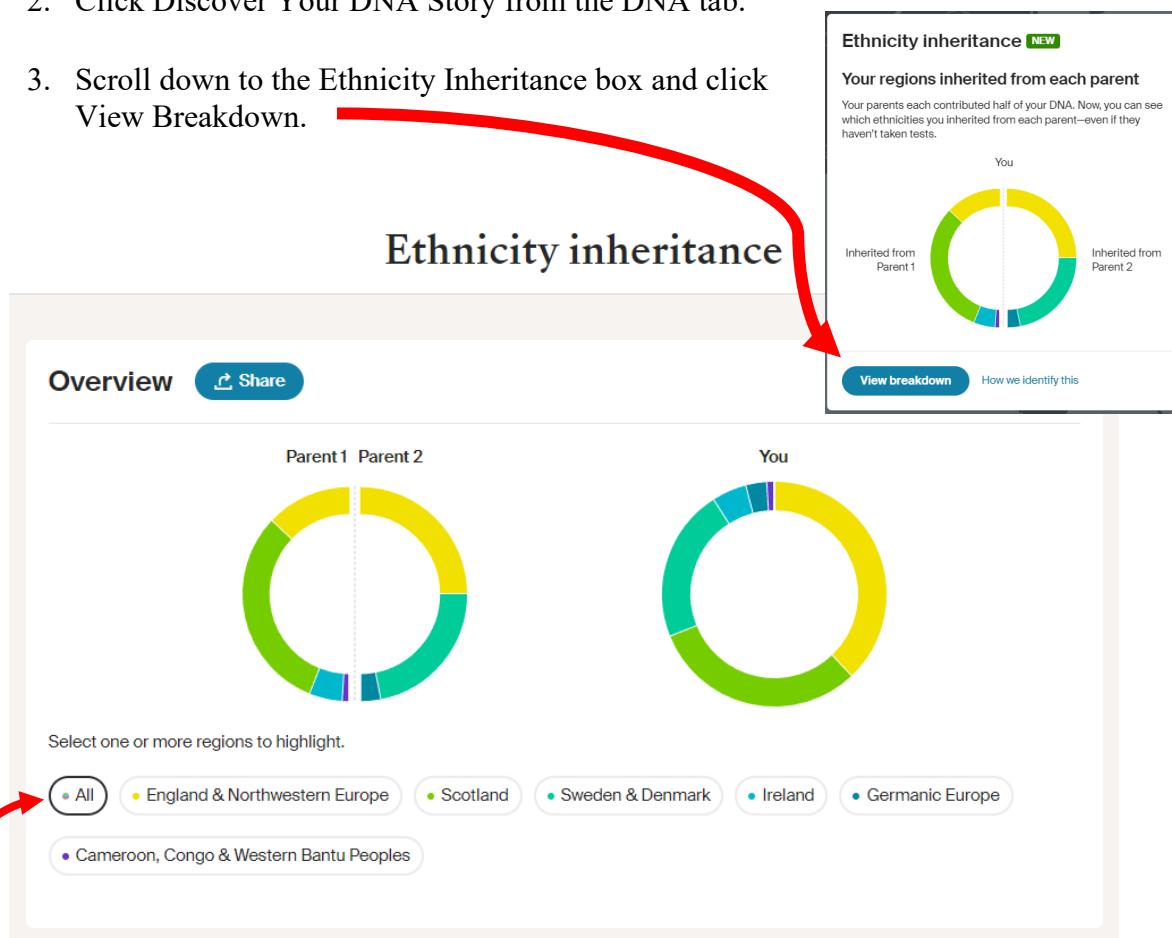 2. Click Discover Your DNA Story from the DNA tab.
3. Scroll down to the Ethnicity Inheritance box and click
View Breakdown.
Ethnicity inheritance NEW
Your regions inherited from each parent
Your parents each contributed half of your DNA. Now, you can see
which ethnicities you inherited from each parent—even if they
haven't taken tests.
You
Inherited from
Parent 1
Inherited from
Parent 2
View breakdown How we identify this
Ethnicity inheritance
Overview Share
Parent 1 Parent 2 You
Select one or more regions to highlight.
All England & Northwestern Europe Scotland Sweden & Denmark Ireland Germanic Europe
Cameroon, Congo & Western Bantu Peoples